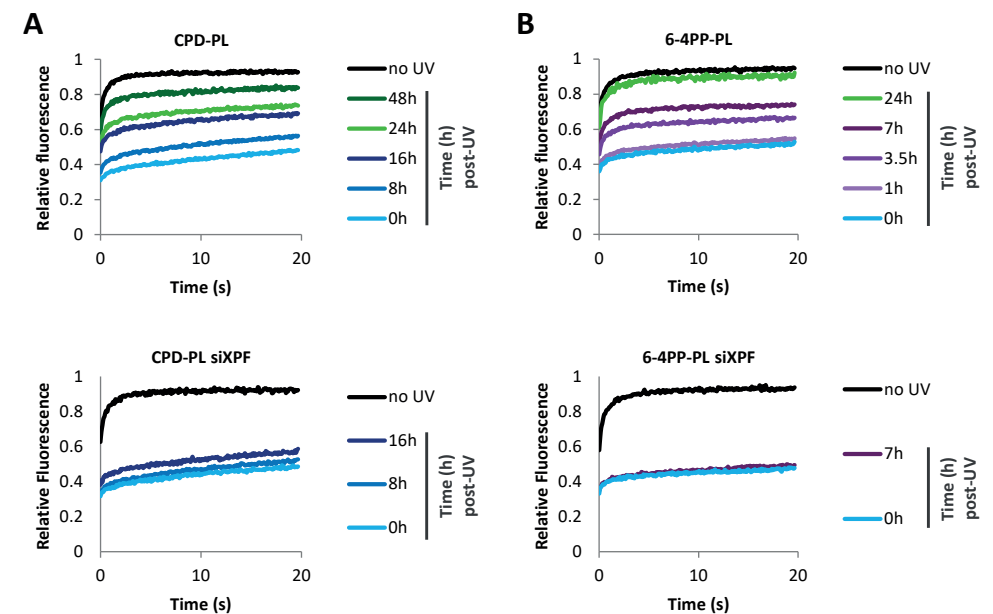 A
CPD-PL
Relative fluorescence
1
0.8
0.6
0.4
0.2
0
0
10
20
Time (s)
no UV
48h
24h
16h
8h
0h
Time (h)
post-UV
B
6-4PP-PL
Relative fluorescence
1
0.8
0.6
0.4
0.2
0
0
10
20
Time (s)
no UV
24h
7h
3.5h
1h
0h
Time (h)
post-UV
CPD-PL siXPF
Relative Fluorescence
1
0.8
0.6
0.4
0.2
0
0
10
20
Time (s)
no UV
16h
8h
0h
Time (h)
post-UV
6-4PP-PL siXPF
Relative Fluorescence
1
0.8
0.6
0.4
0.2
0
0
10
20
Time (s)
no UV
7h
0h
Time (h)
post-UV